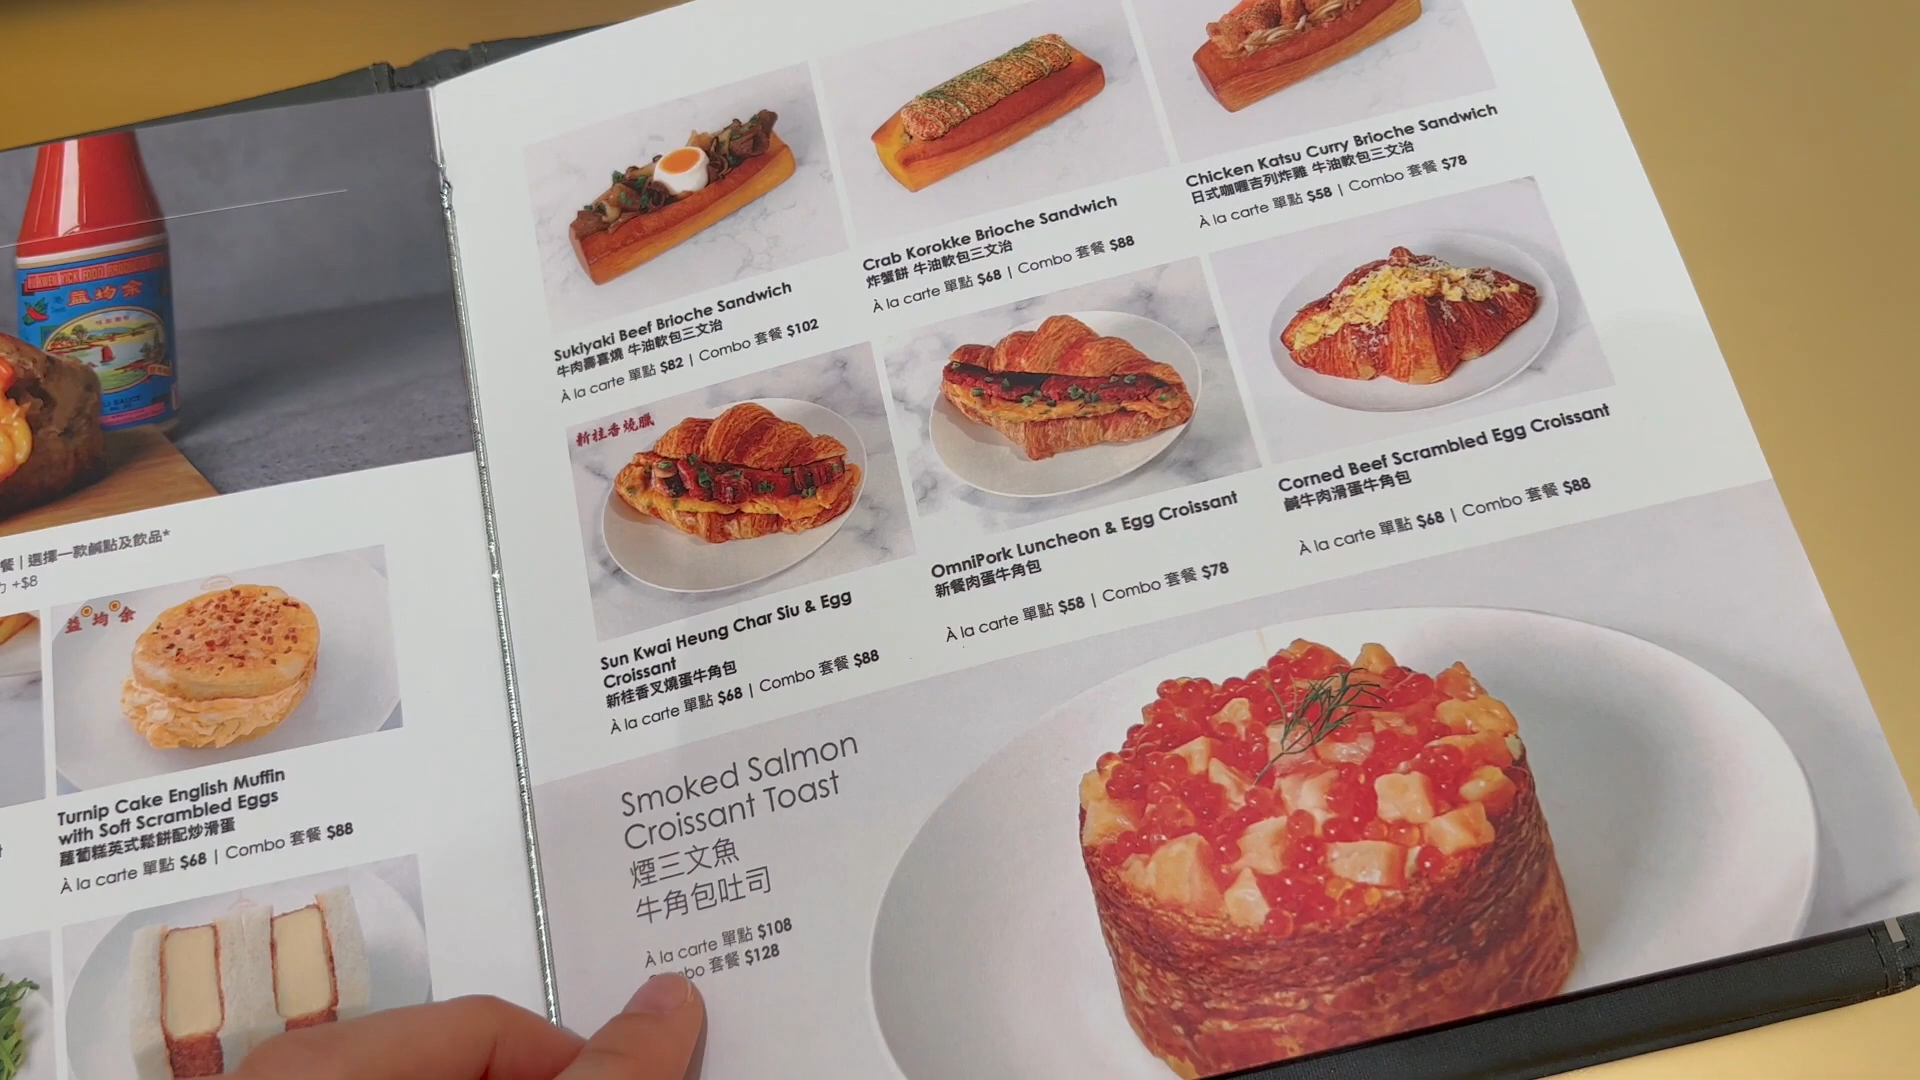 益均余
餐 | 選擇一款鹹點及飲品*
+$8
益均余
Turnip Cake English Muffin
with Soft Scrambled Eggs
蘿蔔糕英式鬆餅配炒滑蛋
À la carte 單點 $68 | Combo 套餐 $88
Sukiyaki Beef Brioche Sandwich
牛肉壽喜燒 牛油軟包三文治
À la carte 單點 $82 | Combo 套餐 $102
Crab Korokke Brioche Sandwich
炸蟹餅 牛油軟包三文治
À la carte 單點 $68 | Combo 套餐 $88
Chicken Katsu Curry Brioche Sandwich
日式咖喱吉列炸雞 牛油軟包三文治
À la carte 單點 $58 | Combo 套餐 $78
新桂香燒臘
Sun Kwai Heung Char Siu & Egg
Croissant
新桂香叉燒蛋牛角包
À la carte 單點 $68 | Combo 套餐 $88
OmniPork Luncheon & Egg Croissant
新餐肉蛋牛角包
À la carte 單點 $58 | Combo 套餐 $78
Corned Beef Scrambled Egg Croissant
鹹牛肉滑蛋牛角包
À la carte 單點 $68 | Combo 套餐 $88
Smoked Salmon
Croissant Toast
煙三文魚
牛角包吐司
À la carte 單點 $108
Combo 套餐 $128